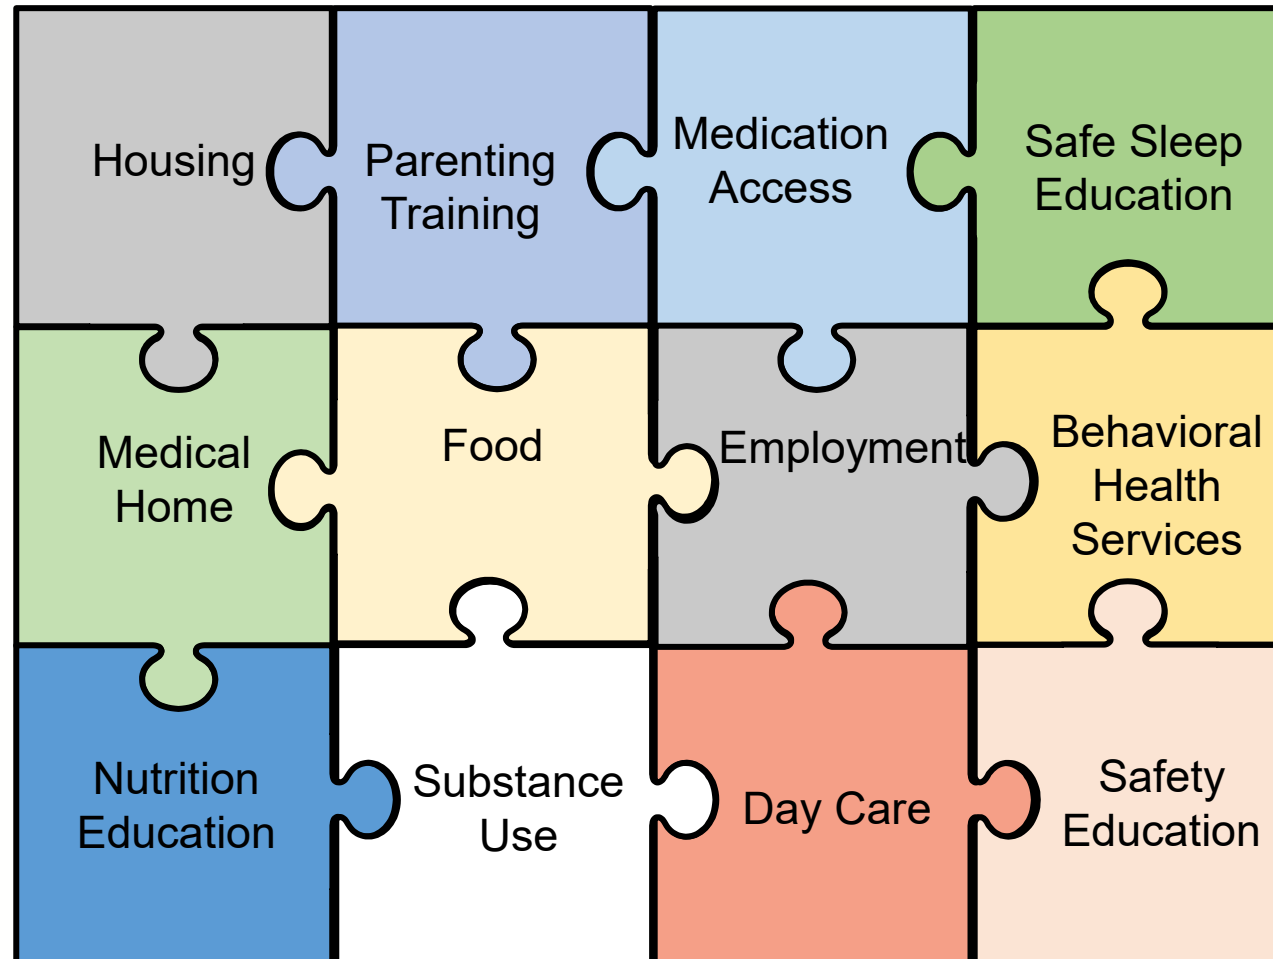 Housing
Parenting
Training
Medication
Access
Safe Sleep
Education
Medical
Home
Food
Employment
Behavioral
Health
Services
Nutrition
Education
Substance
Use
Day Care
Safety
Education